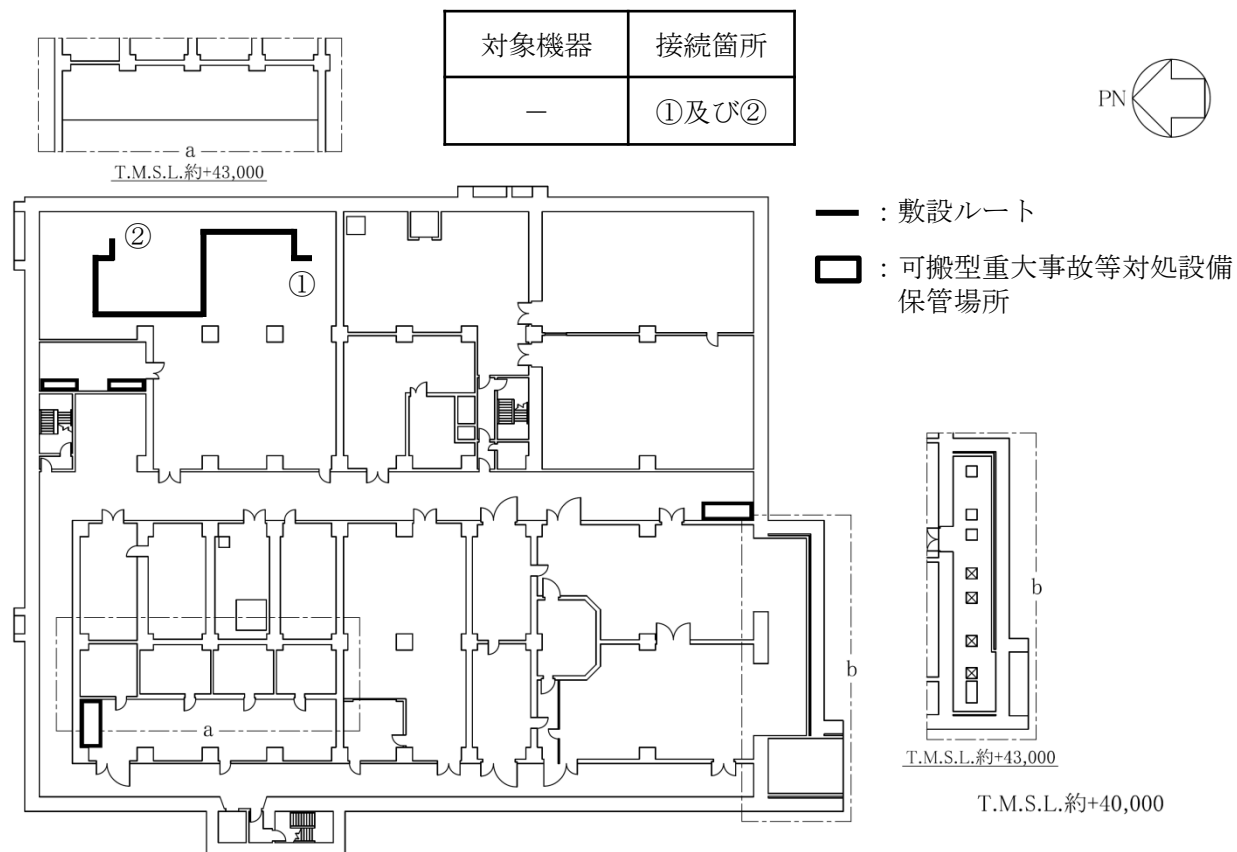 対象機器 接続箇所
－ ①及び②
PN
a
T.M.S.L.約+43,000
：敷設ルート
：可搬型重大事故等対処設備
保管場所
②
①
a
b
b
T.M.S.L.約+43,000
T.M.S.L.約+40,000